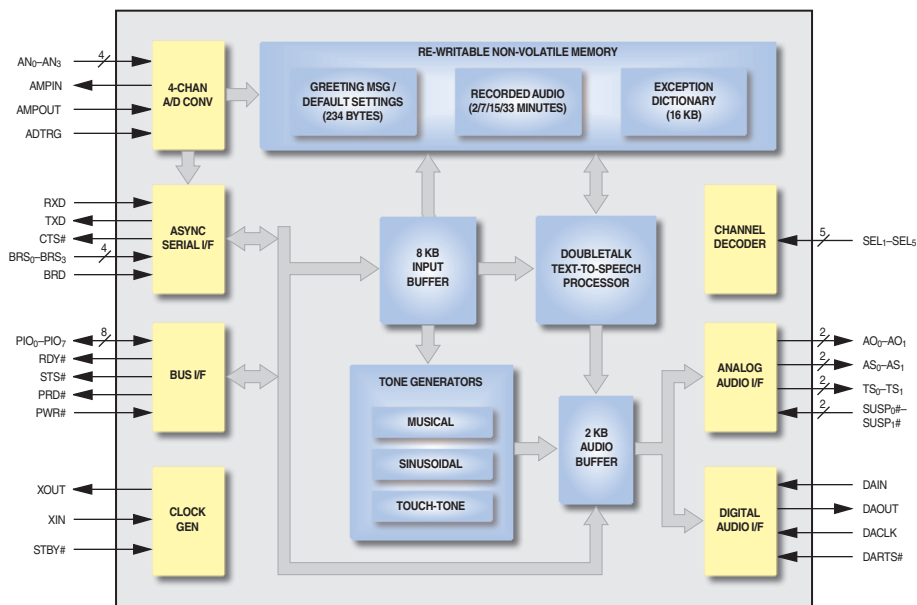 RE-WRITABLE NON-VOLATILE MEMORY
GREETING MSG /
DEFAULT SETTINGS
(234 BYTES)
RECORDED AUDIO
(2/7/15/33 MINUTES)
EXCEPTION
DICTIONARY
(16 KB)
AN₀–AN₃
4
AMPIN
AMPOUT
ADTRG
4-CHAN
A/D CONV
RXD
TXD
CTS#
BRS₀–BRS₃
4
BRD
ASYNC
SERIAL I/F
8 KB
INPUT
BUFFER
DOUBLETALK
TEXT-TO-SPEECH
PROCESSOR
CHANNEL
DECODER
5
SEL₁–SEL₅
PIO₀–PIO₇
8
RDY#
STS#
PRD#
PWR#
BUS I/F
TONE GENERATORS
MUSICAL
SINUSOIDAL
TOUCH-TONE
2 KB
AUDIO
BUFFER
ANALOG
AUDIO I/F
2
AO₀–AO₁
2
AS₀–AS₁
2
TS₀–TS₁
2
SUSP₀#–
SUSP₁#
XOUT
XIN
STBY#
CLOCK
GEN
DIGITAL
AUDIO I/F
DAIN
DAOUT
DACLK
DARTS#